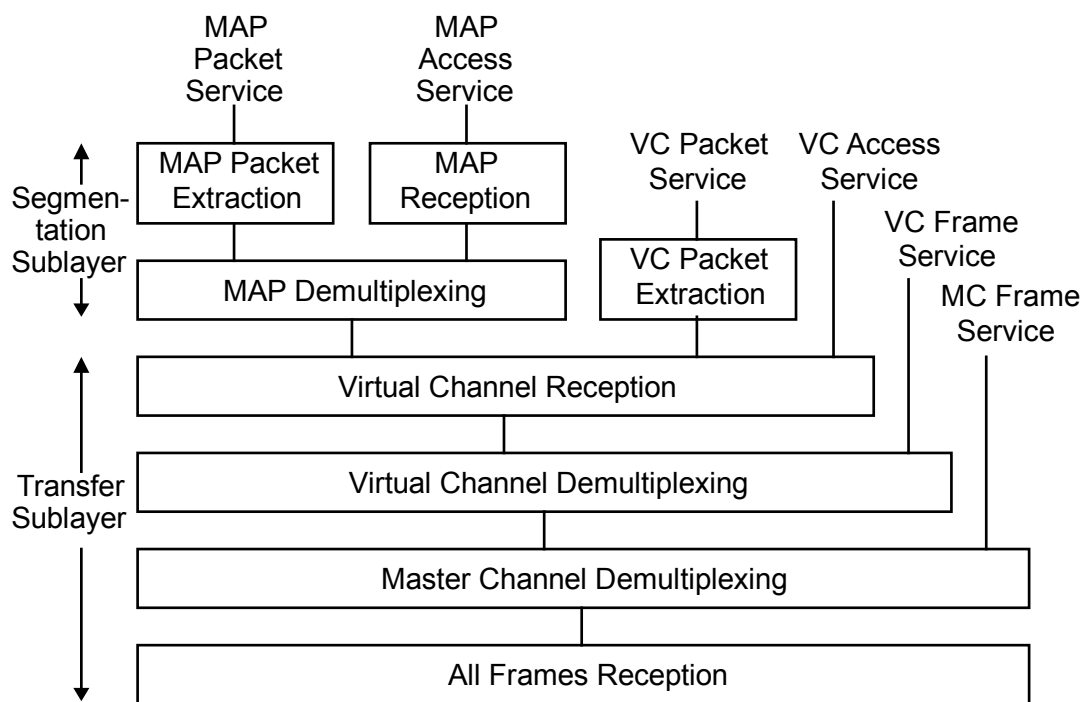 MAP
Packet
Service
MAP
Access
Service
MAP Packet
Extraction
MAP
Reception
VC Packet
Service
VC Access
Service
Segmen-
tation
Sublayer
VC Frame
Service
VC Packet
Extraction
MAP Demultiplexing
MC Frame
Service
Virtual Channel Reception
Transfer
Sublayer
Virtual Channel Demultiplexing
Master Channel Demultiplexing
All Frames Reception